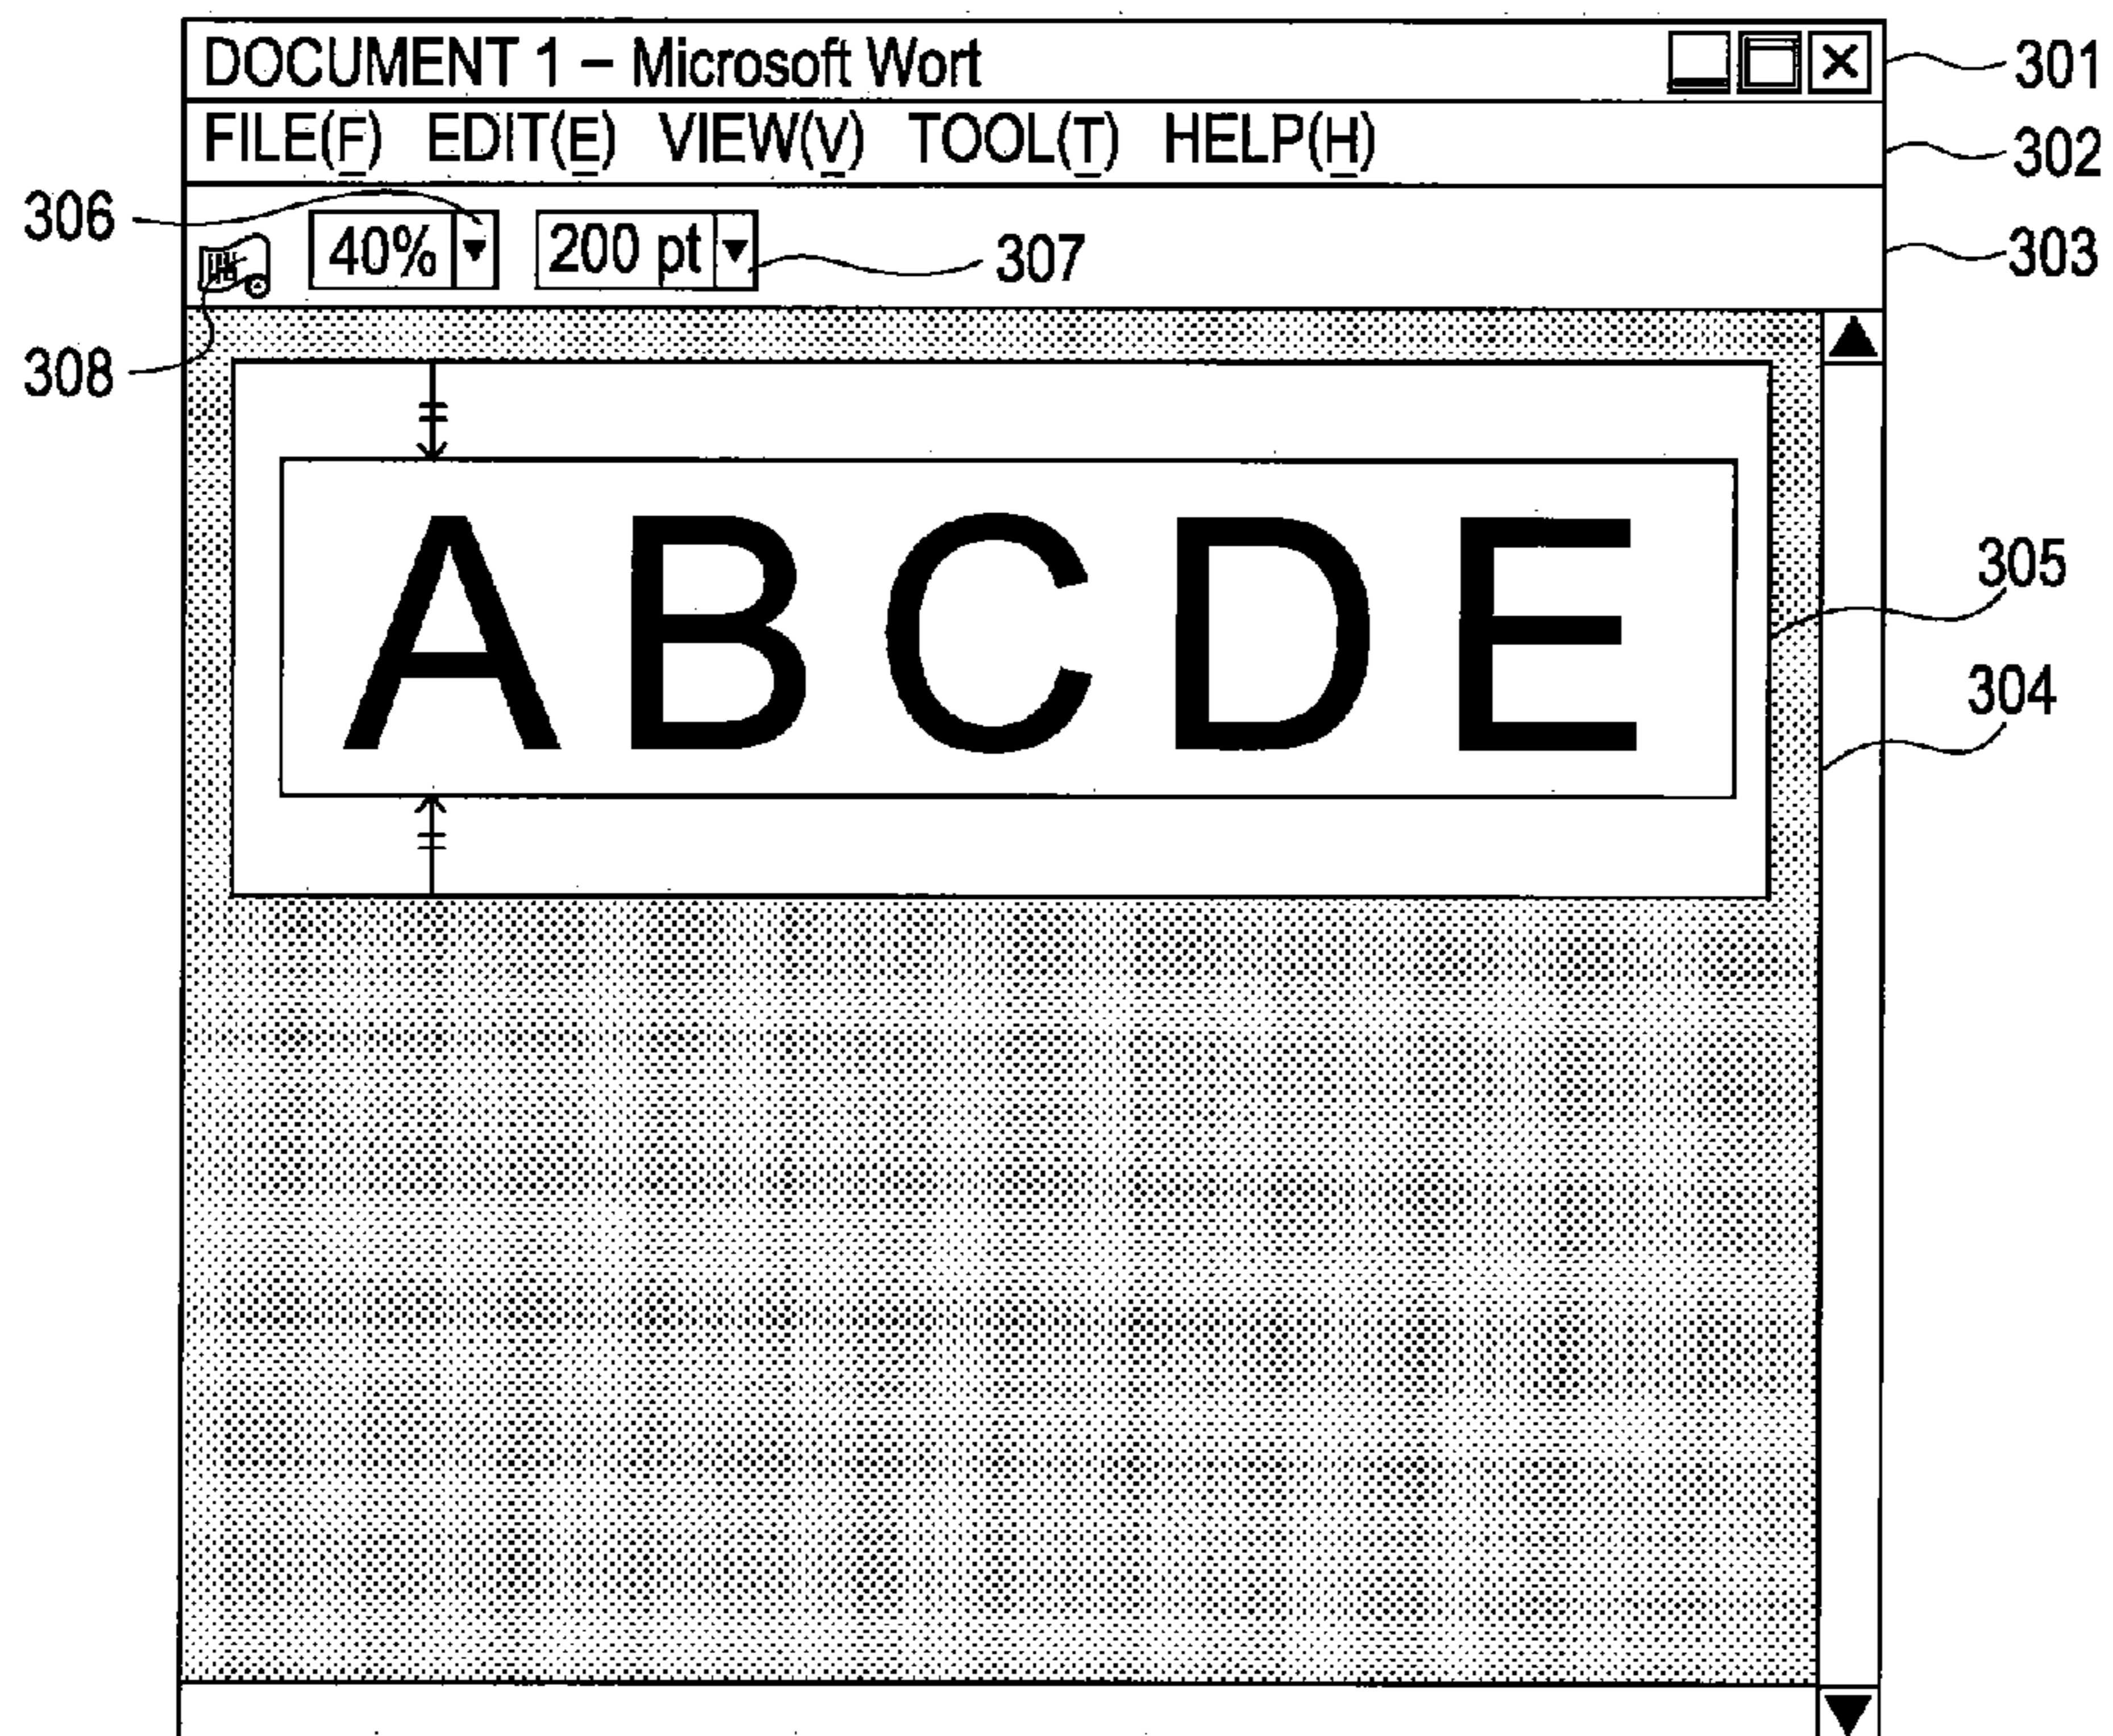 DOCUMENT 1 – Microsoft Wort
301
FILE(F) EDIT(E) VIEW(V) TOOL(T) HELP(H)
302
306
40%
200 pt
307
303
308
ABCDE
305
304